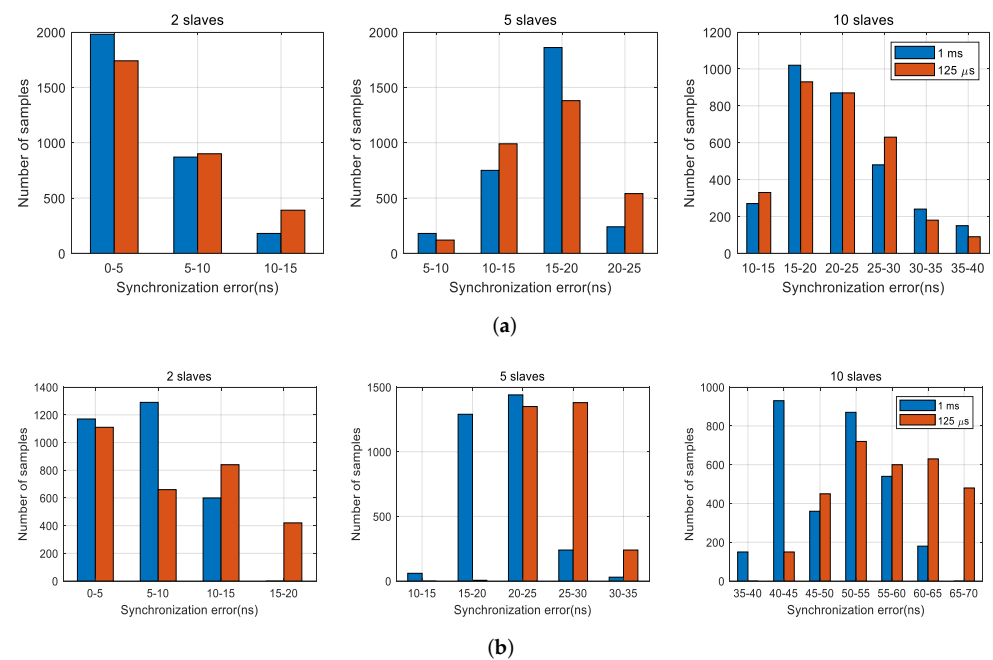 2 slaves
2000
1500
1000
500
0
Number of samples
0-5 5-10 10-15
Synchronization error(ns)
5 slaves
2000
1500
1000
500
0
Number of samples
5-10 10-15 15-20 20-25
Synchronization error(ns)
10 slaves
1200
1000
800
600
400
200
0
Number of samples
1 ms
125 μs
10-15 15-20 20-25 25-30 30-35 35-40
Synchronization error(ns)
(a)
2 slaves
1400
1200
1000
800
600
400
200
0
Number of samples
0-5 5-10 10-15 15-20
Synchronization error(ns)
5 slaves
1500
1000
500
0
Number of samples
10-15 15-20 20-25 25-30 30-35
Synchronization error(ns)
10 slaves
1000
800
600
400
200
0
Number of samples
1 ms
125 μs
35-40 40-45 45-50 50-55 55-60 60-65 65-70
Synchronization error(ns)
(b)